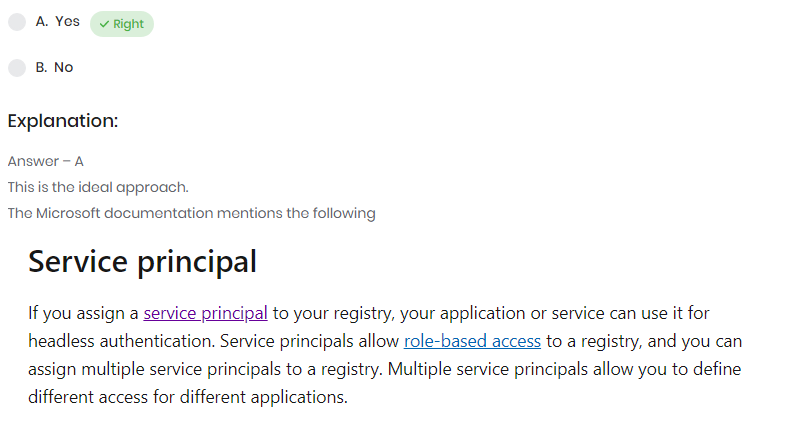 A. Yes ✓ Right
B. No
Explanation:
Answer – A
This is the ideal approach.
The Microsoft documentation mentions the following
Service principal
If you assign a service principal to your registry, your application or service can use it for
headless authentication. Service principals allow role-based access to a registry, and you can
assign multiple service principals to a registry. Multiple service principals allow you to define
different access for different applications.